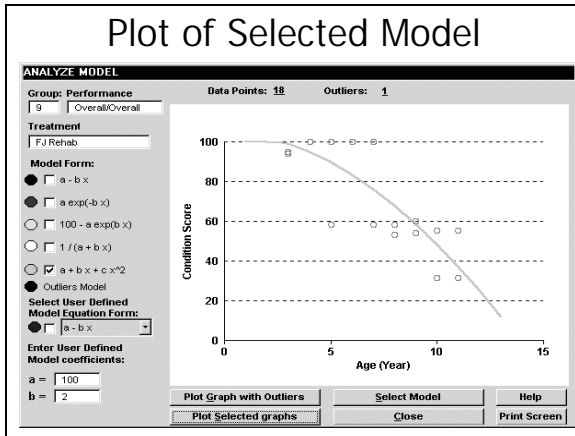 Plot of Selected Model
ANALYZE MODEL
Group: Performance
9 Overall/Overall
Treatment
FJ Rehab
Model Form:
a - b x
a exp(-b x)
100 - a exp(b x)
1 / (a + b x)
a + b x + c x^2
Outliers Model
Select User Defined
Model Equation Form:
a - b x
Enter User Defined
Model coefficients:
a = 100
b = 2
Data Points: 18 Outliers: 1
Condition Score
100
80
60
40
20
0
0 5 10 15
Age (Year)
Plot Graph with Outliers Select Model Help
Plot Selected graphs Close Print Screen